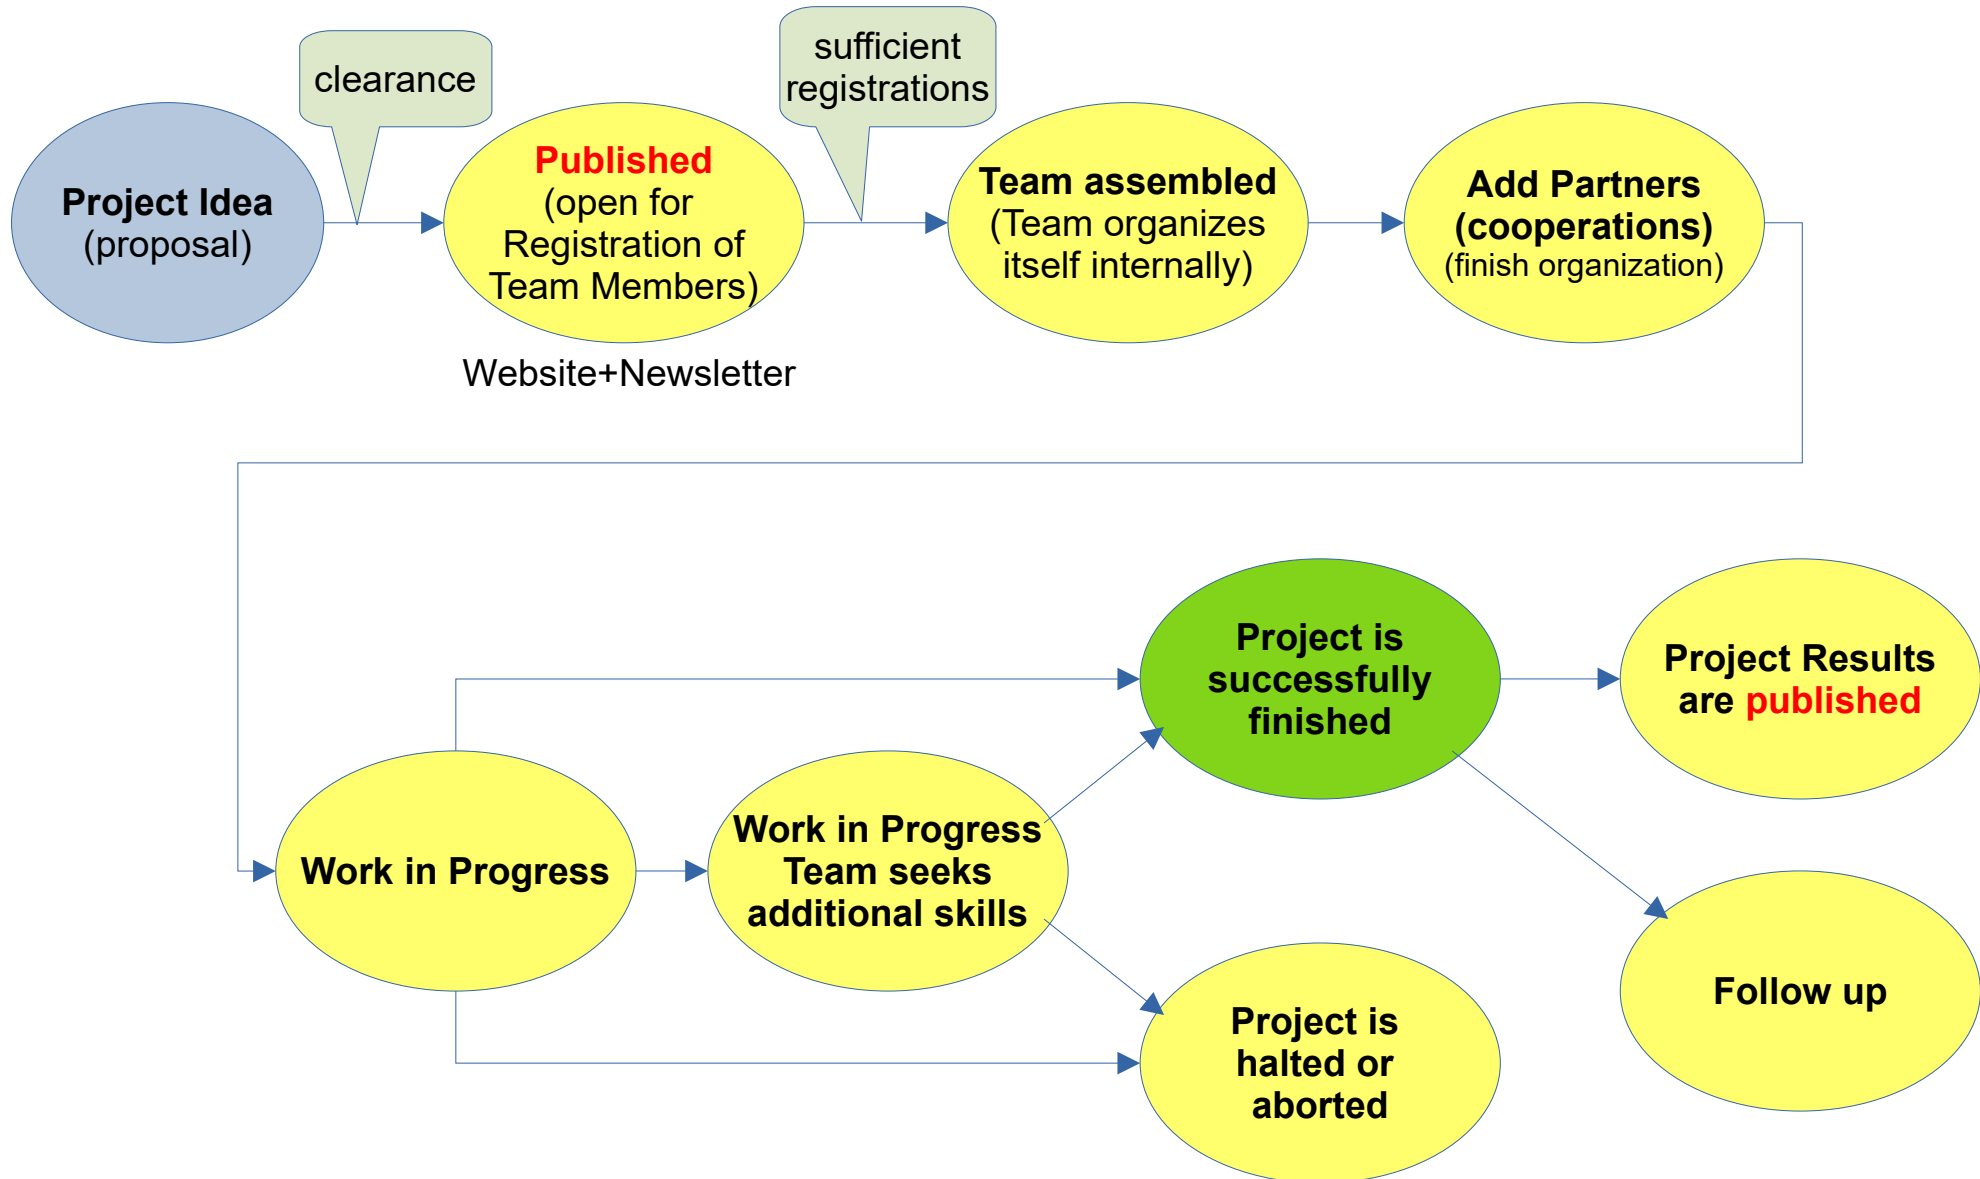 clearance
sufficient
registrations
Project Idea
(proposal)
Published
(open for
Registration of
Team Members)
Website+Newsletter
Team assembled
(Team organizes
itself internally)
Add Partners
(cooperations)
(finish organization)
Project is
successfully
finished
Project Results
are published
Work in Progress
Work in Progress
Team seeks
additional skills
Follow up
Project is
halted or
aborted